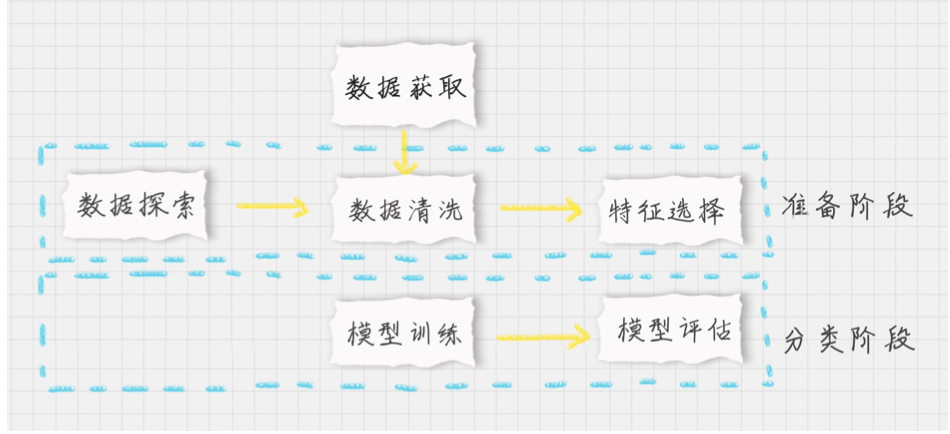 数据获取
数据探索
数据清洗
特征选择
准备阶段
模型训练
模型评估
分类阶段